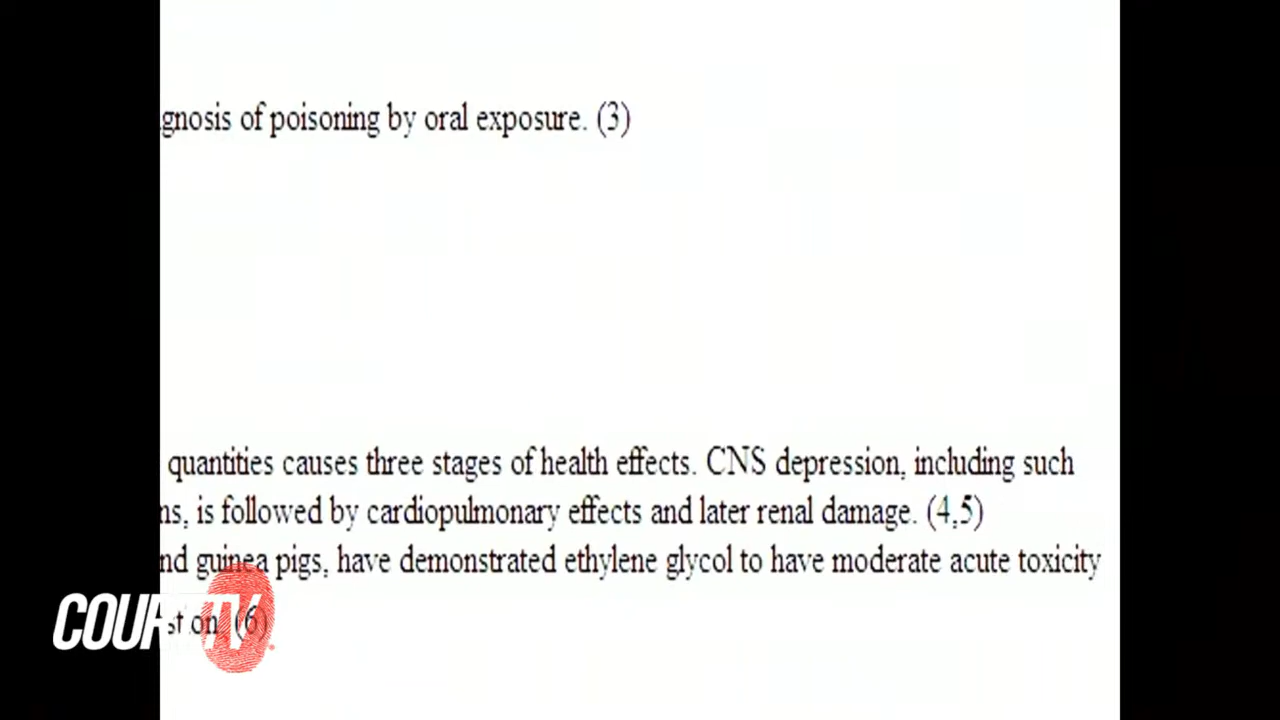 gnosis of poisoning by oral exposure. (3)
quantities causes three stages of health effects. CNS depression, including such
ns, is followed by cardiopulmonary effects and later renal damage. (4,5)
nd guinea pigs, have demonstrated ethylene glycol to have moderate acute toxicity
stion. (6)
COURT TV